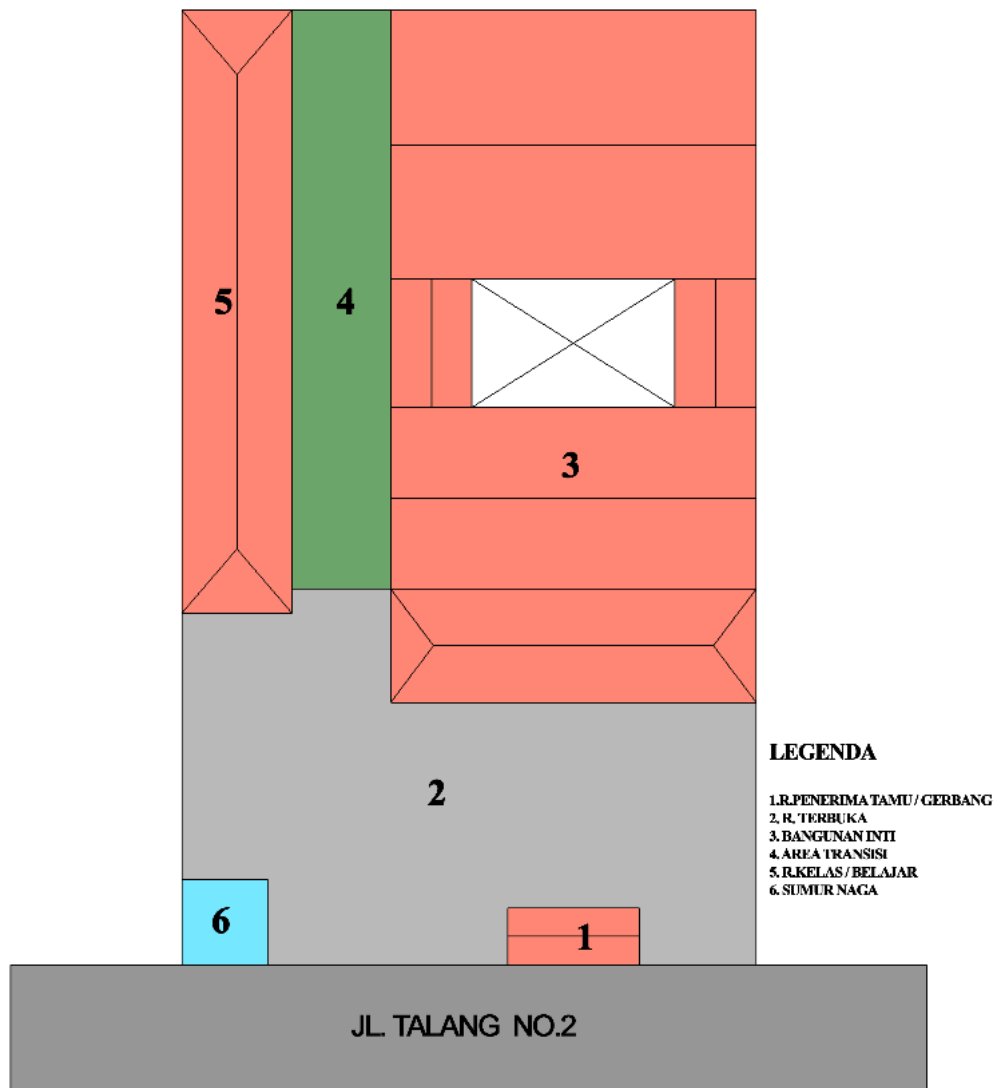 5
4
3
2
LEGENDA
1.R.PENERIMA TAMU / GERBANG
2, R, TERBUKA
3. BANGUNAN INTI
4. AREA TRANSISI
5. R.KELAS / BELAJAR
6. SUMUR NAGA
6
1
JL. TALANG NO.2